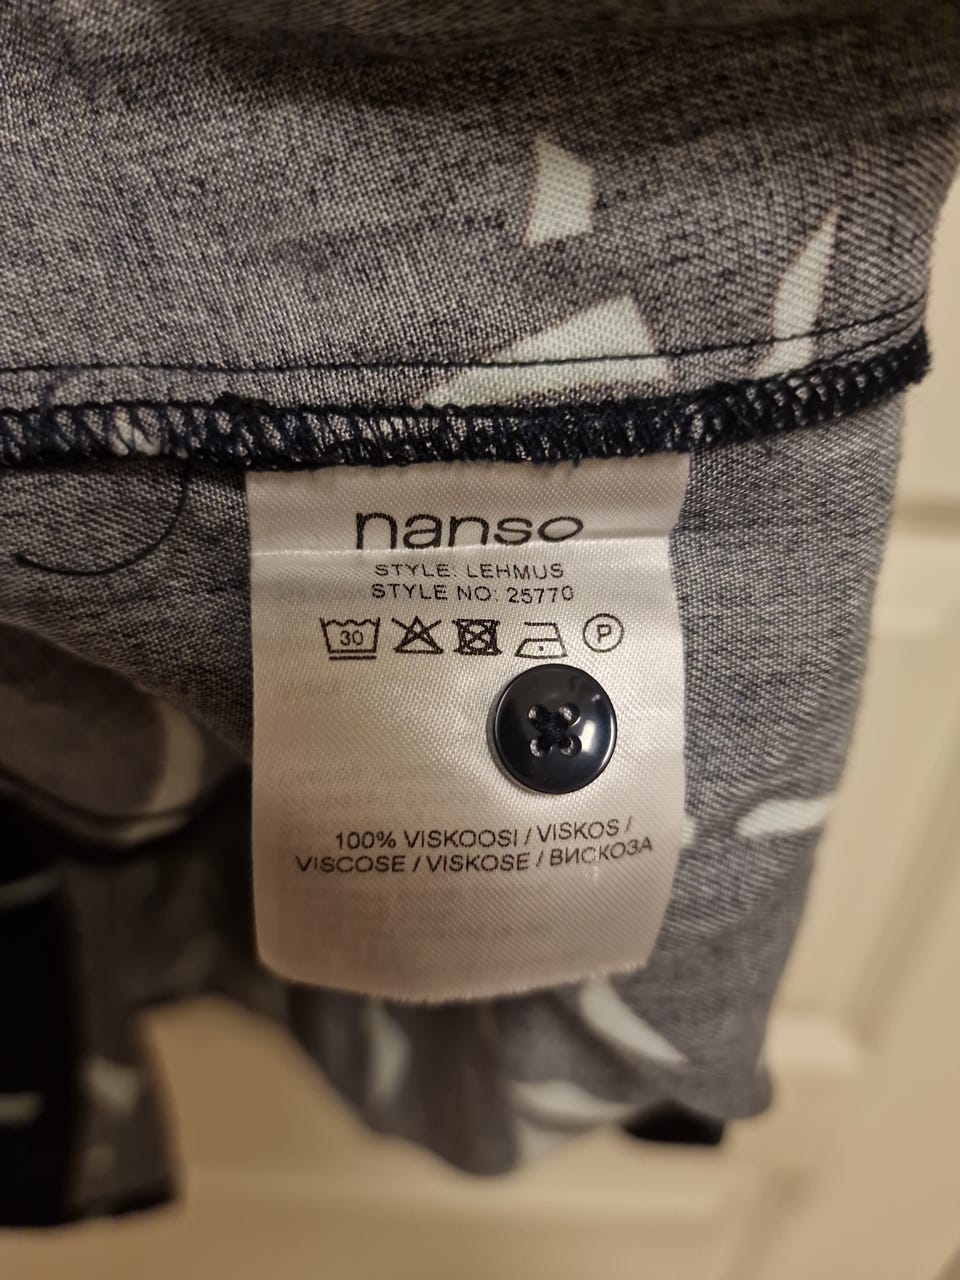 nanso
STYLE: LEHMUS
STYLE NO: 25770
30 P
100% VISKOOSI / VISKOS /
VISCOSE / VISKOSE / ВИСКОЗА